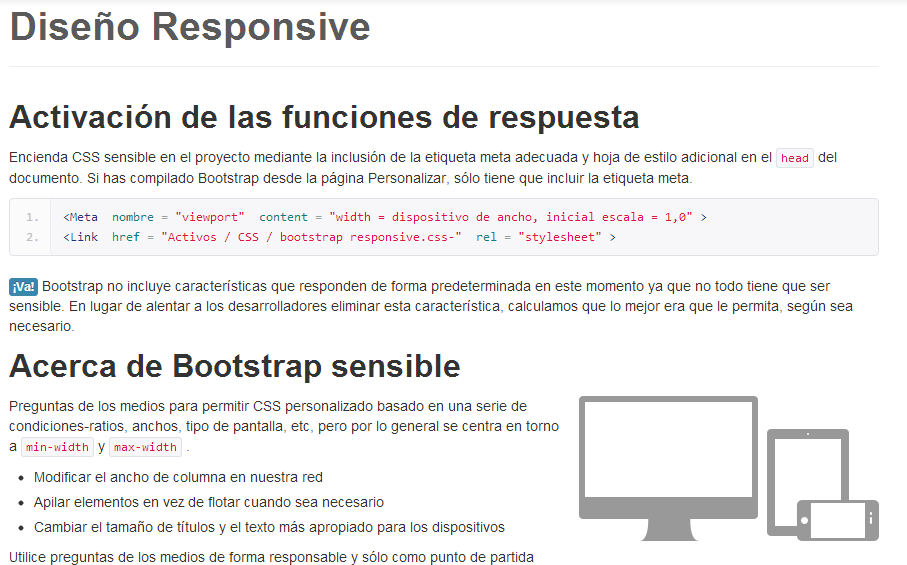 Diseño Responsive
Activación de las funciones de respuesta
Encienda CSS sensible en el proyecto mediante la inclusión de la etiqueta meta adecuada y hoja de estilo adicional en el head del
documento. Si has compilado Bootstrap desde la página Personalizar, sólo tiene que incluir la etiqueta meta.
1. <Meta nombre = "viewport" content = "width = dispositivo de ancho, inicial escala = 1,0" >
2. <Link href = "Activos / CSS / bootstrap responsive.css-" rel = "stylesheet" >
¡Va! Bootstrap no incluye características que responden de forma predeterminada en este momento ya que no todo tiene que ser
sensible. En lugar de alentar a los desarrolladores eliminar esta característica, calculamos que lo mejor era que le permita, según sea
necesario.
Acerca de Bootstrap sensible
Preguntas de los medios para permitir CSS personalizado basado en una serie de
condiciones-ratios, anchos, tipo de pantalla, etc, pero por lo general se centra en torno
a min-width y max-width .
• Modificar el ancho de columna en nuestra red
• Apilar elementos en vez de flotar cuando sea necesario
• Cambiar el tamaño de títulos y el texto más apropiado para los dispositivos
Utilice preguntas de los medios de forma responsable y sólo como punto de partida